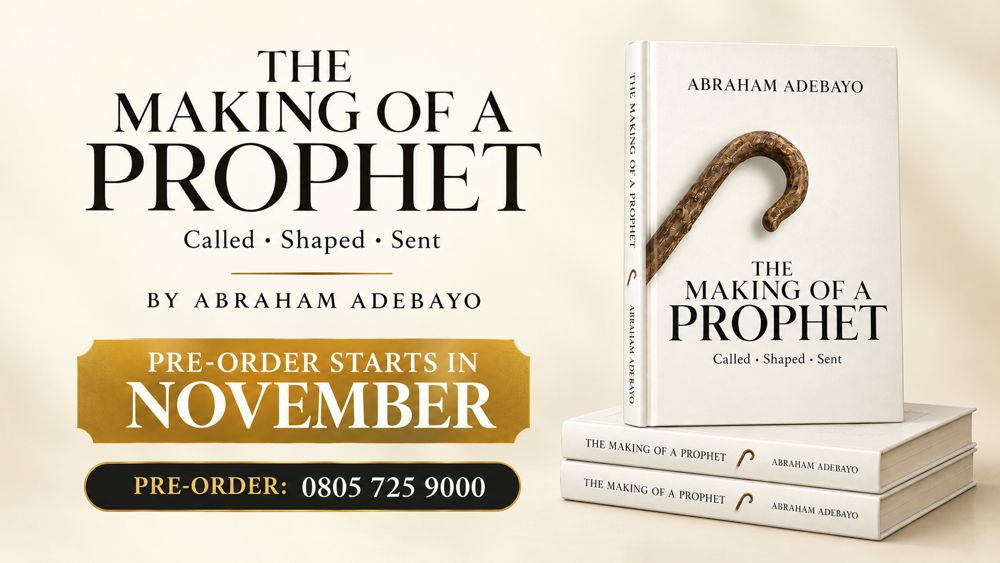 THE
MAKING OF A
PROPHET
Called • Shaped • Sent
BY ABRAHAM ADEBAYO
PRE-ORDER STARTS IN
NOVEMBER
PRE-ORDER: 0805 725 9000
THE MAKING OF A PROPHET
ABRAHAM ADEBAYO
ABRAHAM ADEBAYO
THE
MAKING OF A
PROPHET
Called • Shaped • Sent
THE MAKING OF A PROPHET ABRAHAM ADEBAYO
THE MAKING OF A PROPHET ABRAHAM ADEBAYO